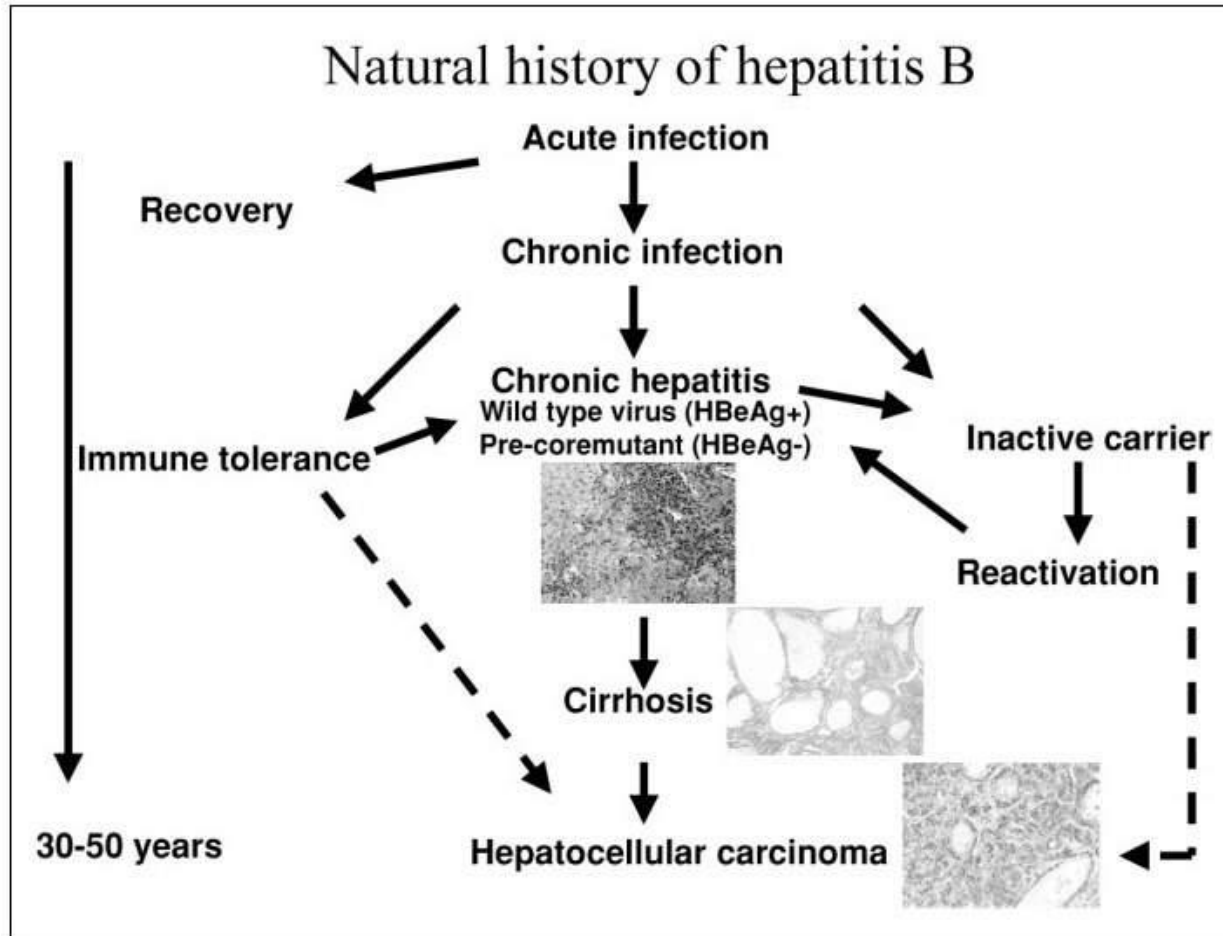 Natural history of hepatitis B
Acute infection
Recovery
Chronic infection
Chronic hepatitis
Wild type virus (HBeAg+)
Pre-coremutant (HBeAg-)
Immune tolerance
Inactive carrier
Reactivation
Cirrhosis
30-50 years
Hepatocellular carcinoma